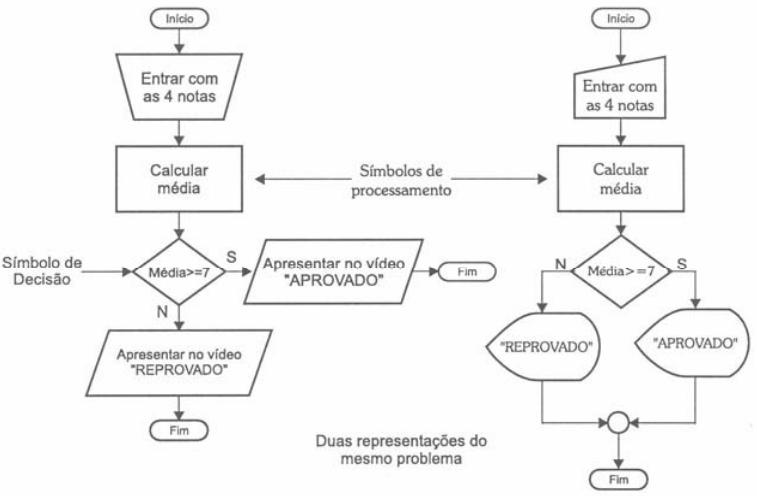 Início
Entrar com
as 4 notas
Calcular
média
Símbolo de
Decisão
Média>=7
S
Apresentar no vídeo
"APROVADO"
Fim
N
Apresentar no vídeo
"REPROVADO"
Fim
Símbolos de
processamento
Início
Entrar com
as 4 notas
Calcular
média
N
Média>=7
S
"REPROVADO"
"APROVADO"
Fim
Duas representações do
mesmo problema